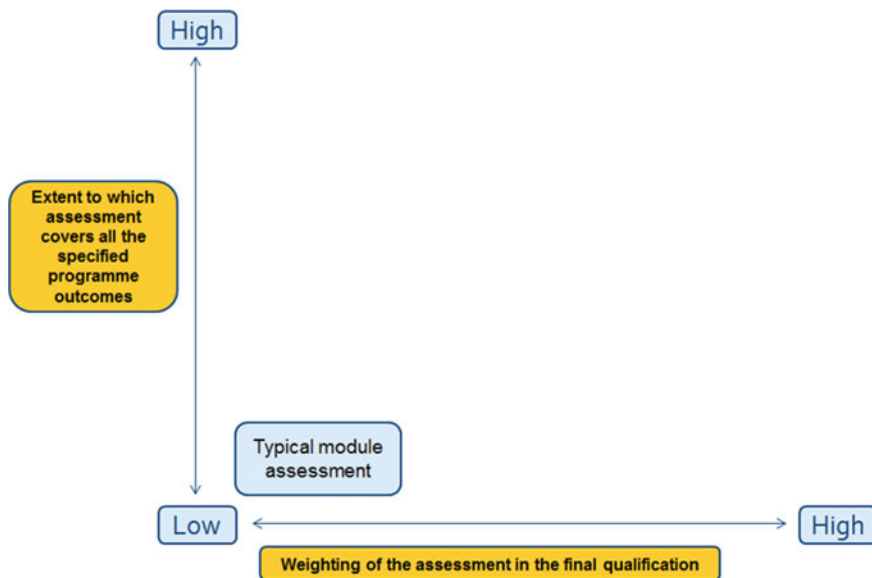 High
Extent to which
assessment
covers all the
specified
programme
outcomes
Typical module
assessment
Low
High
Weighting of the assessment in the final qualification